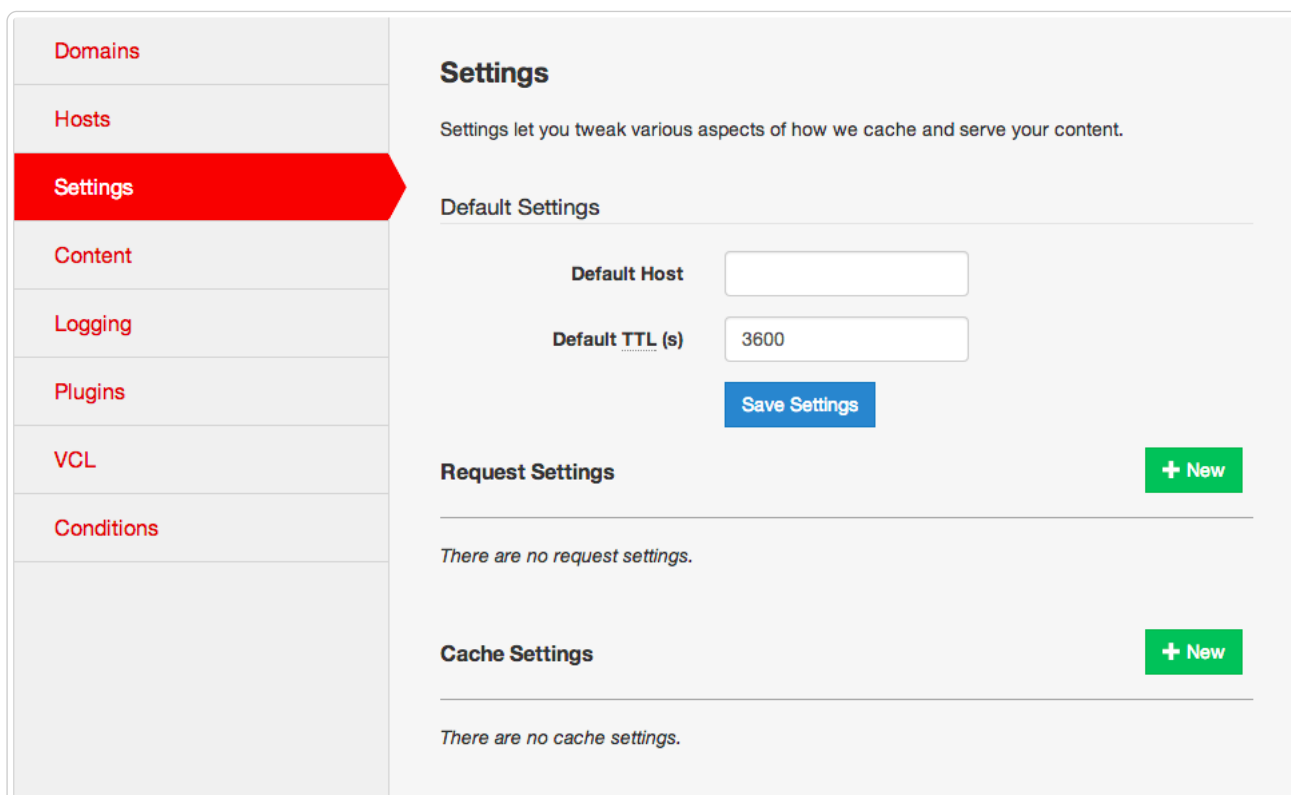 Domains
Hosts
Settings
Content
Logging
Plugins
VCL
Conditions
Settings
Settings let you tweak various aspects of how we cache and serve your content.
Default Settings
Default Host
Default TTL (s) 3600
Save Settings
Request Settings + New
There are no request settings.
Cache Settings + New
There are no cache settings.